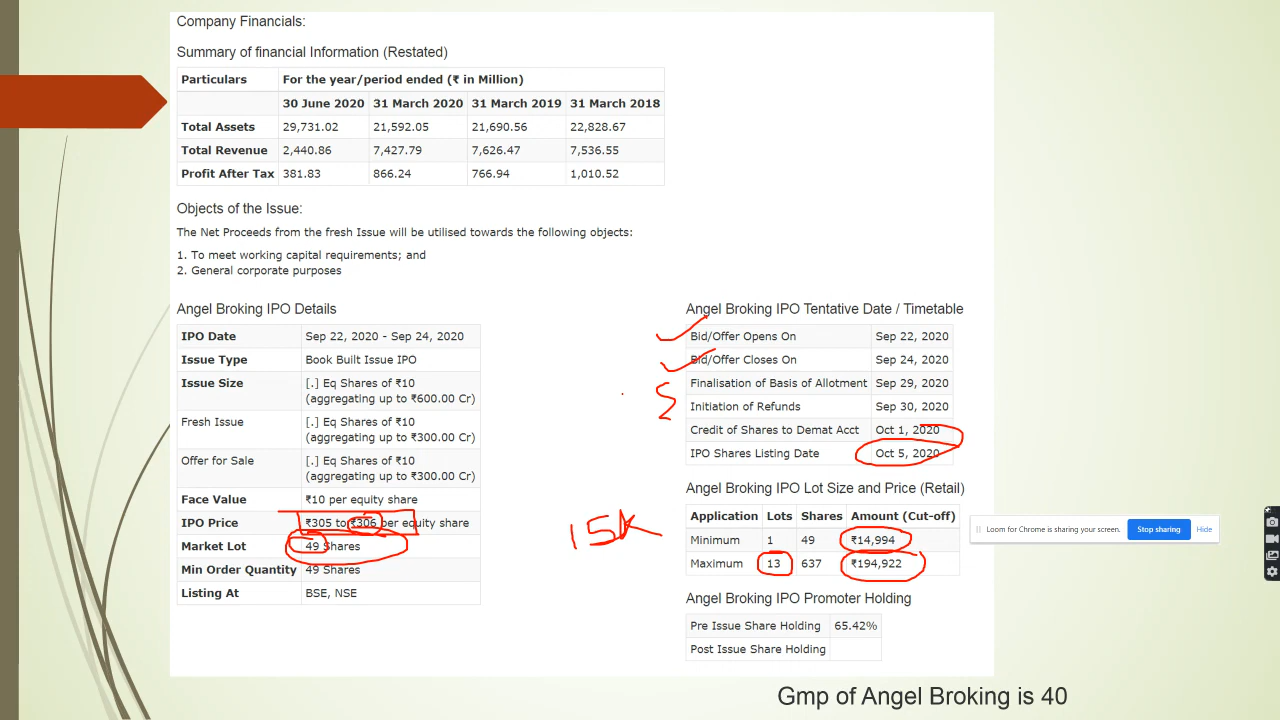 Company Financials:
Summary of financial Information (Restated)
Particulars For the year/period ended (₹ in Million)
30 June 2020 31 March 2020 31 March 2019 31 March 2018
Total Assets 29,731.02 21,592.05 21,690.56 22,828.67
Total Revenue 2,440.86 7,427.79 7,626.47 7,536.55
Profit After Tax 381.83 866.24 766.94 1,010.52
Objects of the Issue:
The Net Proceeds from the fresh Issue will be utilised towards the following objects:
1. To meet working capital requirements; and
2. General corporate purposes
Angel Broking IPO Details
IPO Date Sep 22, 2020 - Sep 24, 2020
Issue Type Book Built Issue IPO
Issue Size [.] Eq Shares of ₹10
(aggregating up to ₹600.00 Cr)
Fresh Issue [.] Eq Shares of ₹10
(aggregating up to ₹300.00 Cr)
Offer for Sale [.] Eq Shares of ₹10
(aggregating up to ₹300.00 Cr)
Face Value ₹10 per equity share
IPO Price ₹305 to ₹306 per equity share
Market Lot 49 Shares
Min Order Quantity 49 Shares
Listing At BSE, NSE
15K
Angel Broking IPO Tentative Date / Timetable
Bid/Offer Opens On Sep 22, 2020
Bid/Offer Closes On Sep 24, 2020
Finalisation of Basis of Allotment Sep 29, 2020
Initiation of Refunds Sep 30, 2020
Credit of Shares to Demat Acct Oct 1, 2020
IPO Shares Listing Date Oct 5, 2020
Angel Broking IPO Lot Size and Price (Retail)
Application Lots Shares Amount (Cut-off)
Minimum 1 49 ₹14,994
Maximum 13 637 ₹194,922
Angel Broking IPO Promoter Holding
Pre Issue Share Holding 65.42%
Post Issue Share Holding
Loom for Chrome is sharing your screen. Stop sharing Hide
Gmp of Angel Broking is 40